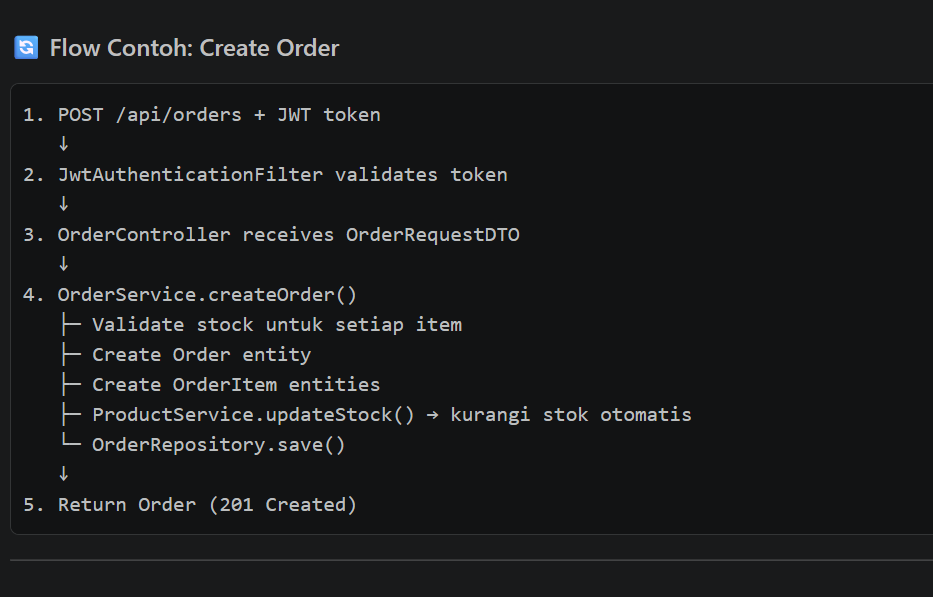 🔄 Flow Contoh: Create Order
1. POST /api/orders + JWT token
↓
2. JwtAuthenticationFilter validates token
↓
3. OrderController receives OrderRequestDTO
↓
4. OrderService.createOrder()
├─ Validate stock untuk setiap item
├─ Create Order entity
├─ Create OrderItem entities
├─ ProductService.updateStock() → kurangi stok otomatis
└─ OrderRepository.save()
↓
5. Return Order (201 Created)